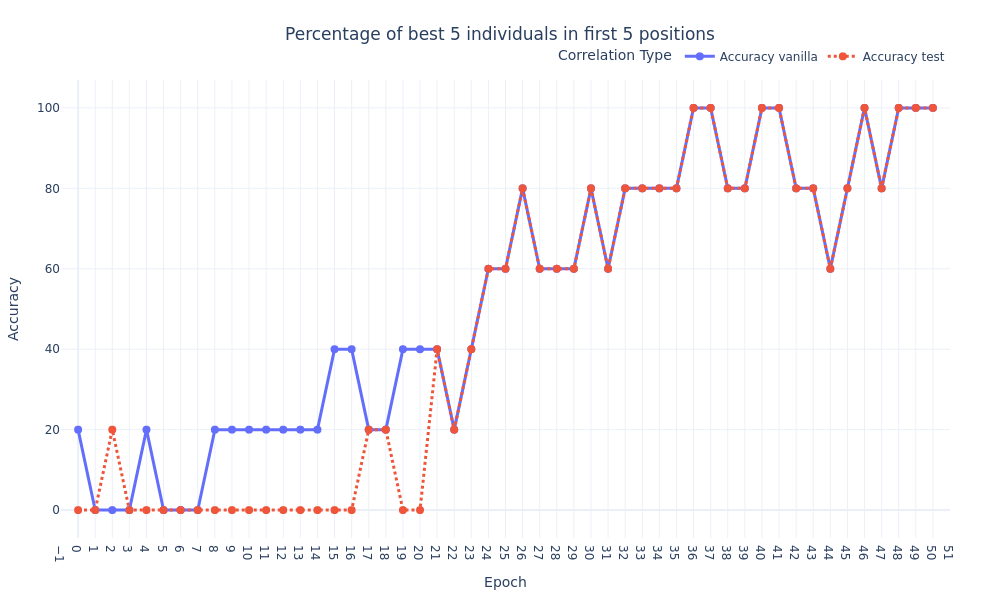 Percentage of best 5 individuals in first 5 positions
Correlation Type Accuracy vanilla Accuracy test
100
80
60
40
20
0
Accuracy
−1 0 1 2 3 4 5 6 7 8 9 10 11 12 13 14 15 16 17 18 19 20 21 22 23 24 25 26 27 28 29 30 31 32 33 34 35 36 37 38 39 40 41 42 43 44 45 46 47 48 49 50 51
Epoch